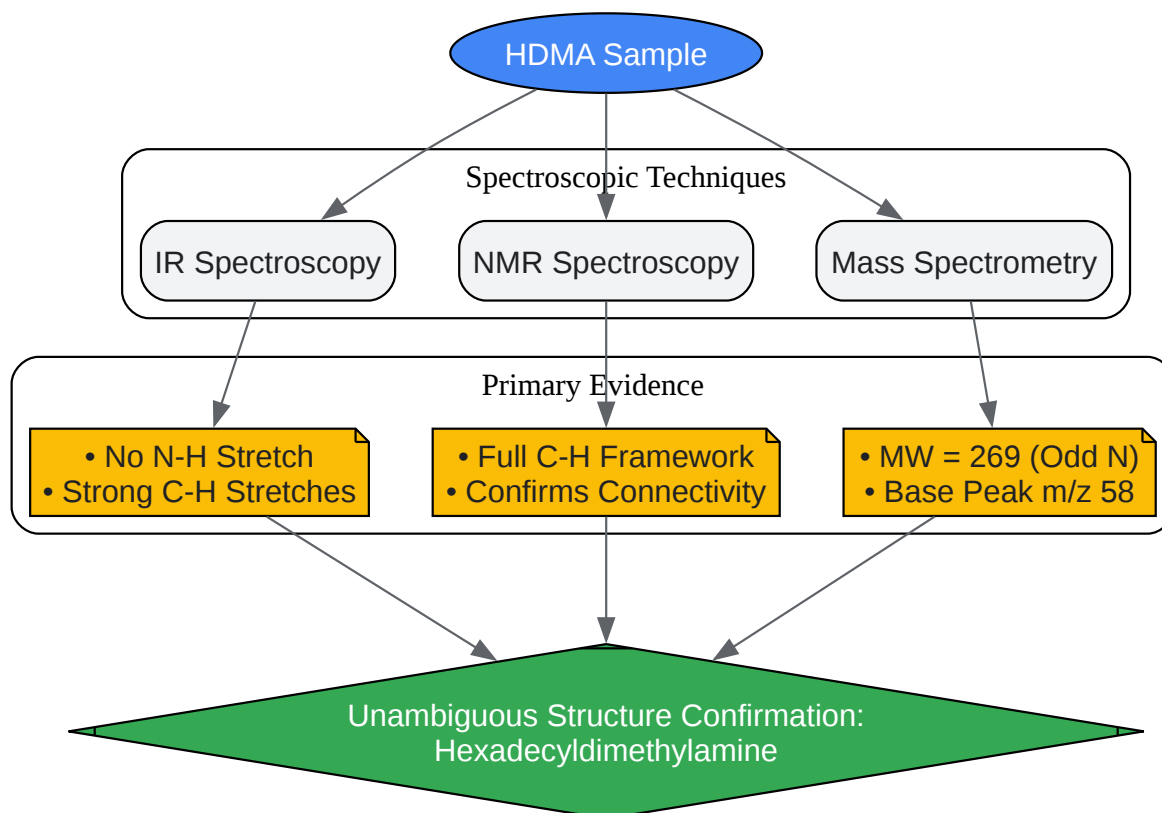 HDMA Sample
Spectroscopic Techniques
IR Spectroscopy
NMR Spectroscopy
Mass Spectrometry
Primary Evidence
• No N-H Stretch
• Strong C-H Stretches
• Full C-H Framework
• Confirms Connectivity
• MW = 269 (Odd N)
• Base Peak m/z 58
Unambiguous Structure Confirmation:
Hexadecyldimethylamine